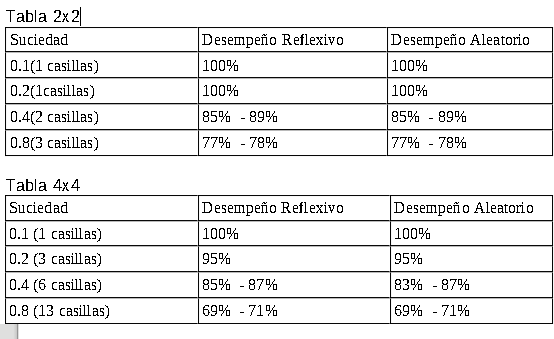 Tabla 2x2
Suciedad Desempeño Reflexivo Desempeño Aleatorio
0.1(1 casillas) 100% 100%
0.2(1casillas) 100% 100%
0.4(2 casillas) 85% - 89% 85% - 89%
0.8(3 casillas) 77% - 78% 77% - 78%
Tabla 4x4
Suciedad Desempeño Reflexivo Desempeño Aleatorio
0.1 (1 casillas) 100% 100%
0.2 (3 casillas) 95% 95%
0.4 (6 casillas) 85% - 87% 83% - 87%
0.8 (13 casillas) 69% - 71% 69% - 71%